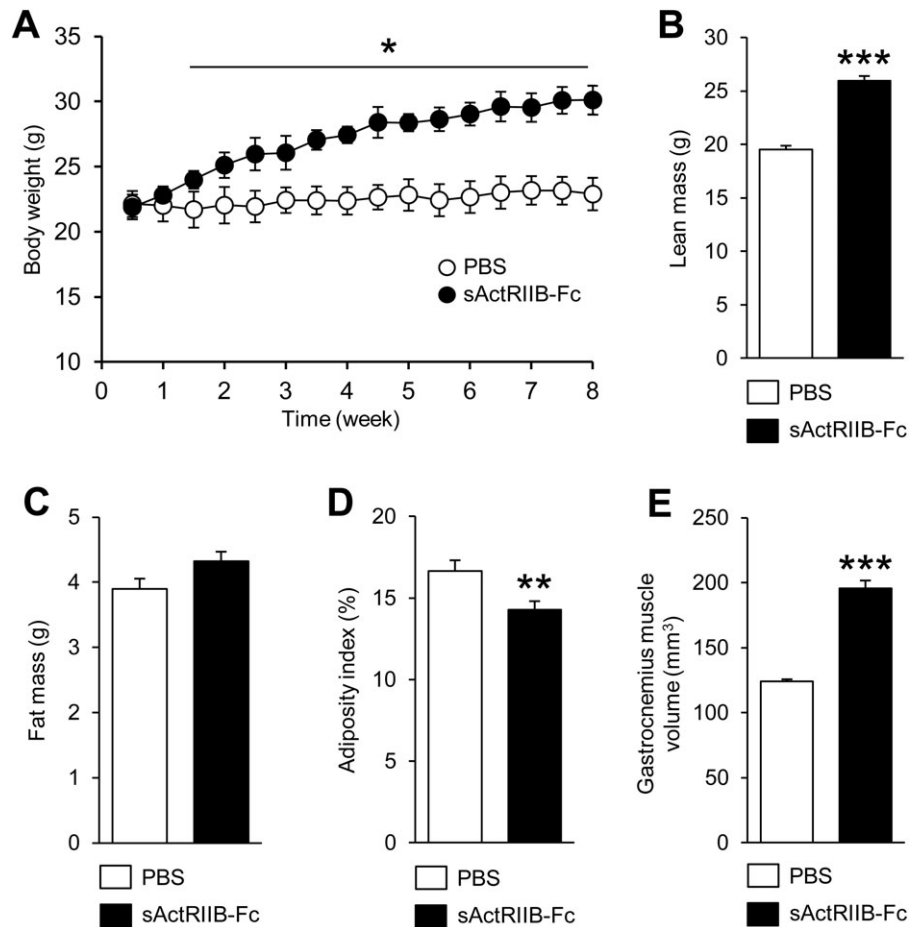 A
Body weight (g)
35
30
25
20
15
10
*
PBS
sActRIIB-Fc
0 1 2 3 4 5 6 7 8
Time (week)
B
Lean mass (g)
30
25
20
15
10
5
0
***
PBS
sActRIIB-Fc
C
Fat mass (g)
5
4
3
2
1
0
PBS
sActRIIB-Fc
D
Adiposity index (%)
20
15
10
5
0
**
PBS
sActRIIB-Fc
E
Gastrocnemius muscle
volume (mm³)
250
200
150
100
50
0
***
PBS
sActRIIB-Fc